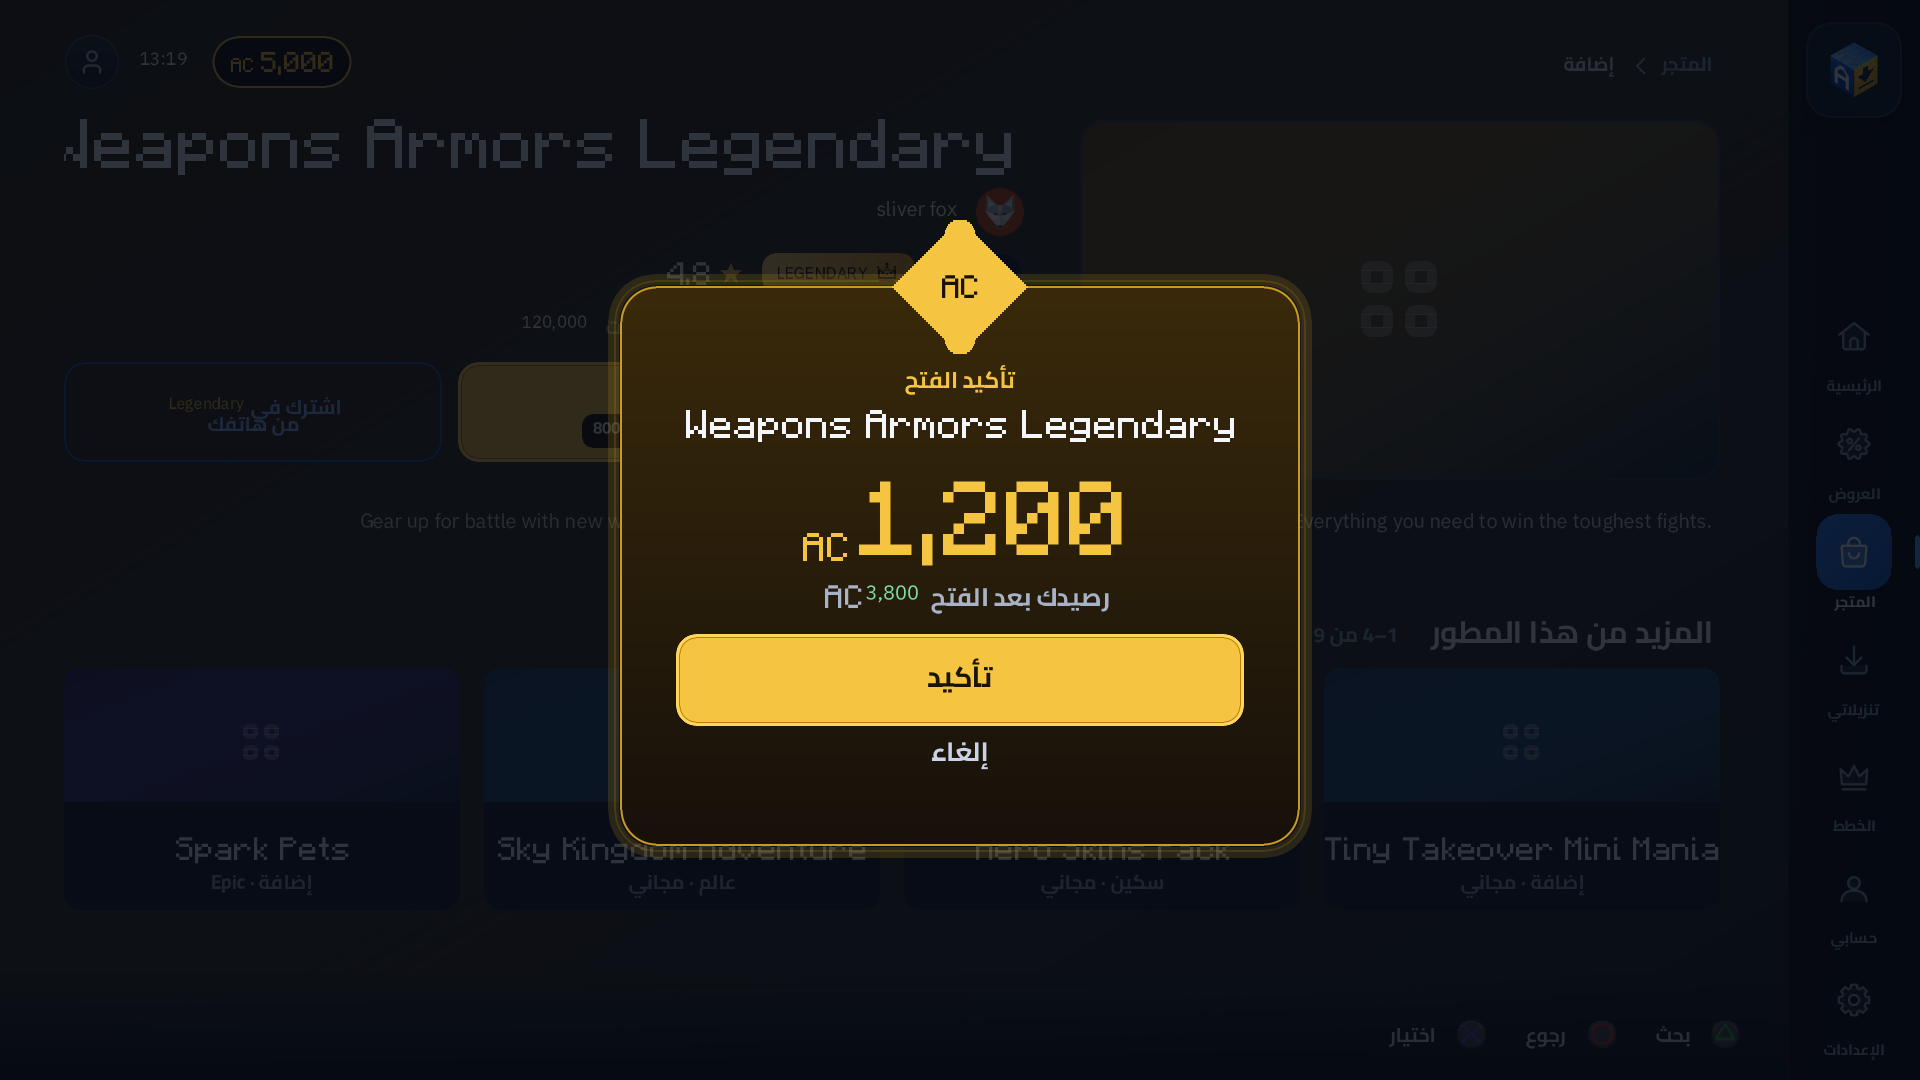 المتجر
إضافة
AC 5,000
13:19
Weapons Armors Legendary
sliver fox
LEGENDARY
4.8
120,000
اشترك في Legendary
من هاتفك
800
Gear up for battle with new
Everything you need to win the toughest fights.
AC
تأكيد الفتح
Weapons Armors Legendary
AC 1,200
رصيدك بعد الفتح 3,800 AC
تأكيد
إلغاء
المزيد من هذا المطور
1–4 من 9
Tiny Takeover Mini Mania
إضافة · مجاني
Hero Skins Pack
سكين · مجاني
Sky Kingdom Adventure
عالم · مجاني
Spark Pets
إضافة · Epic
بحث
رجوع
اختيار
الرئيسية
العروض
المتجر
تنزيلاتي
الخطط
حسابي
الإعدادات